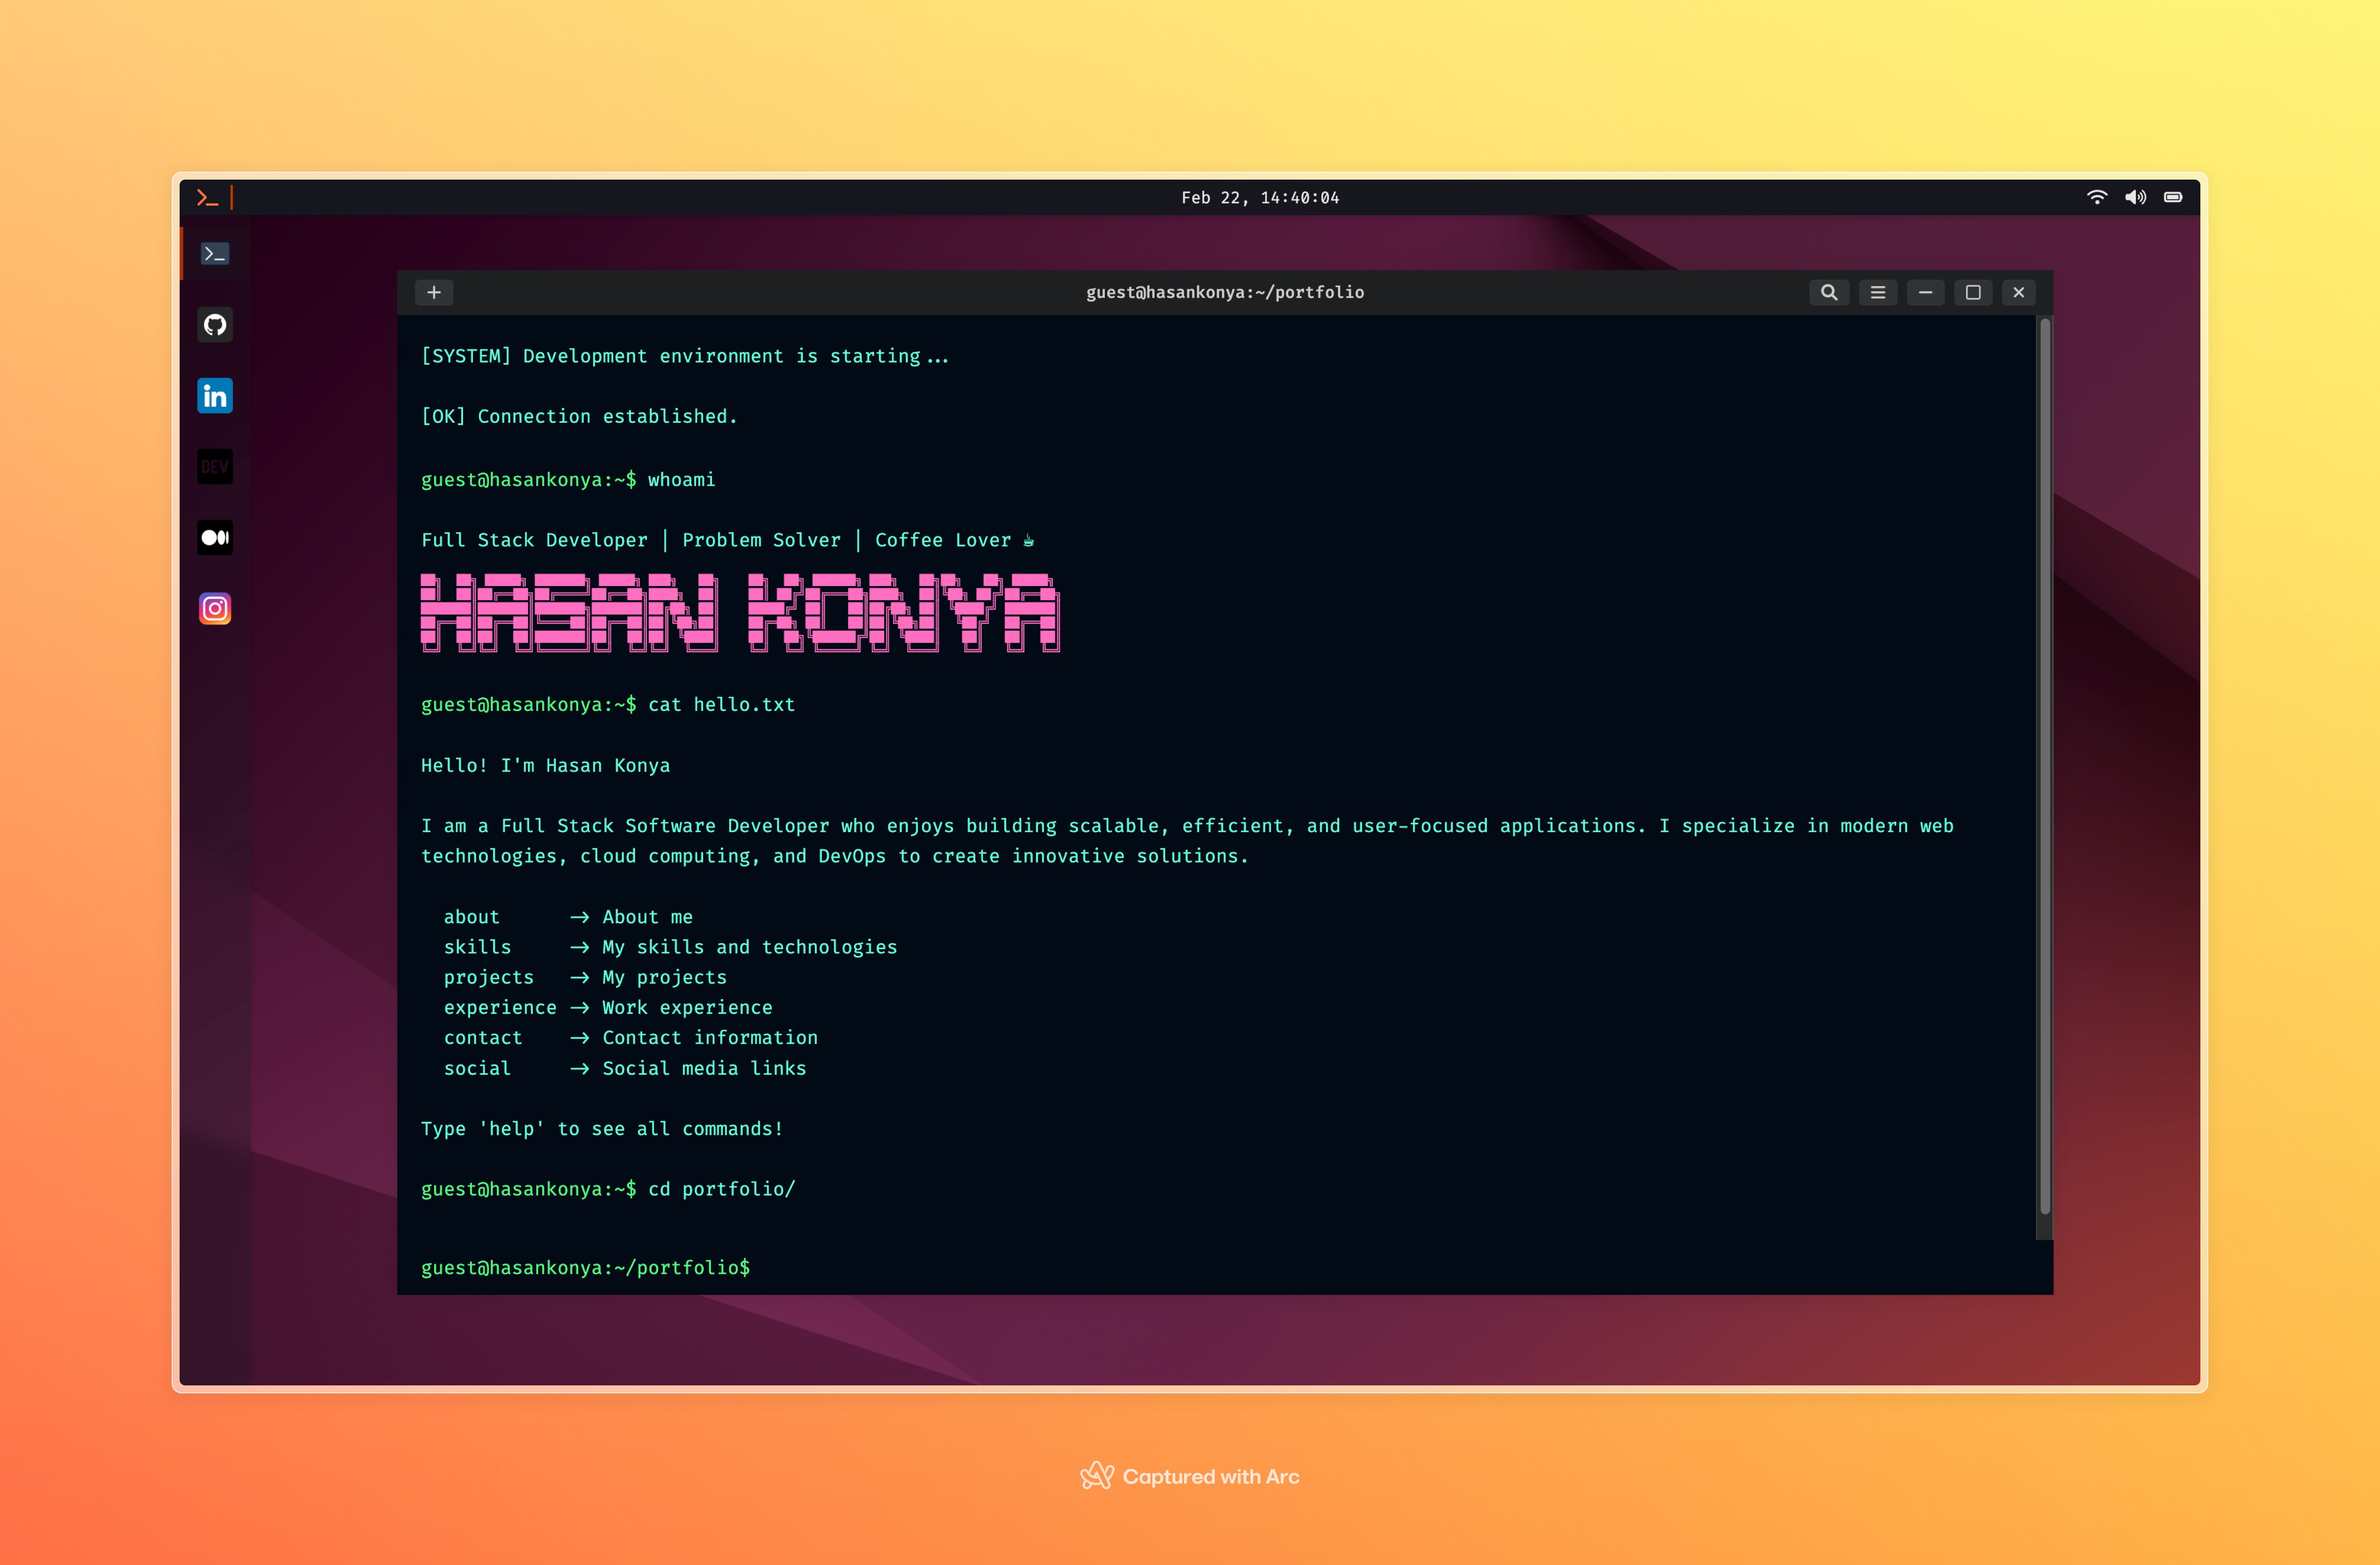 Feb 22, 14:40:04
guest@hasankonya:~/portfolio
in
DEV
[SYSTEM] Development environment is starting...
[OK] Connection established.
guest@hasankonya:~$ whoami
Full Stack Developer | Problem Solver | Coffee Lover ☕
HASAN KONYA
guest@hasankonya:~$ cat hello.txt
Hello! I'm Hasan Konya
I am a Full Stack Software Developer who enjoys building scalable, efficient, and user-focused applications. I specialize in modern web
technologies, cloud computing, and DevOps to create innovative solutions.
about → About me
skills → My skills and technologies
projects → My projects
experience → Work experience
contact → Contact information
social → Social media links
Type 'help' to see all commands!
guest@hasankonya:~$ cd portfolio/
guest@hasankonya:~/portfolio$
Captured with Arc